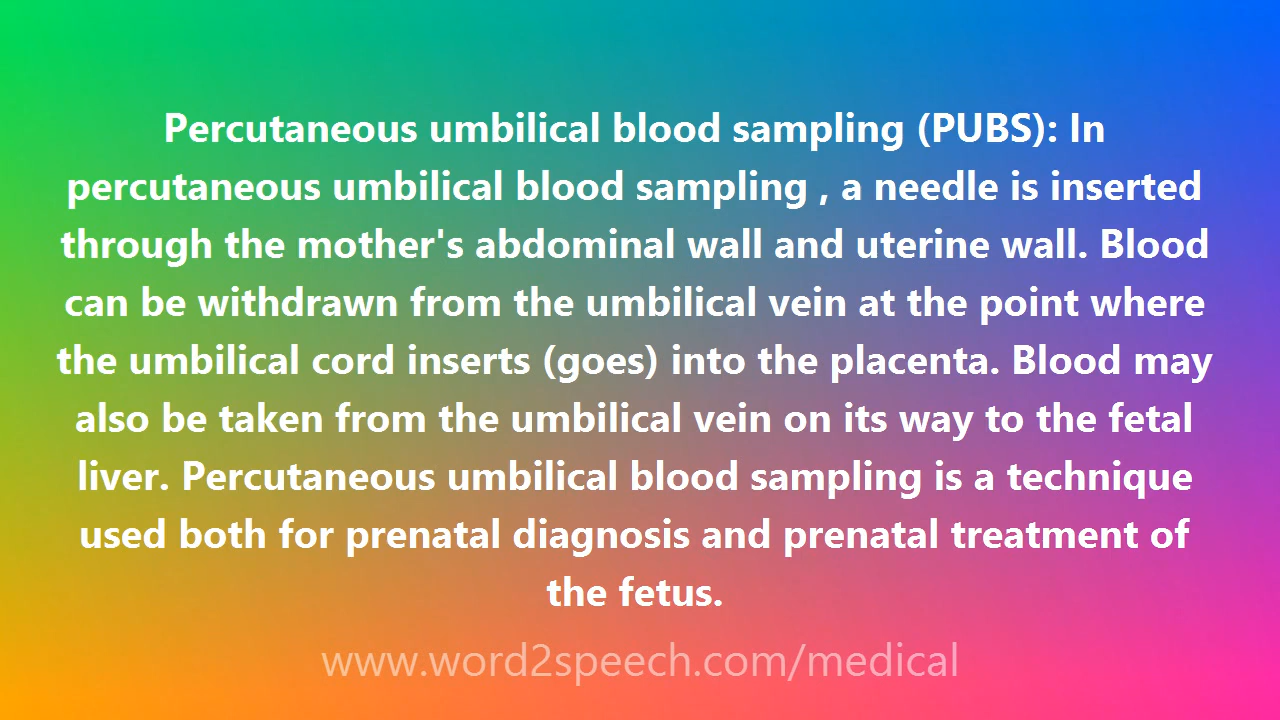 Percutaneous umbilical blood sampling (PUBS): In
percutaneous umbilical blood sampling , a needle is inserted
through the mother's abdominal wall and uterine wall. Blood
can be withdrawn from the umbilical vein at the point where
the umbilical cord inserts (goes) into the placenta. Blood may
also be taken from the umbilical vein on its way to the fetal
liver. Percutaneous umbilical blood sampling is a technique
used both for prenatal diagnosis and prenatal treatment of
the fetus.
www.word2speech.com/medical